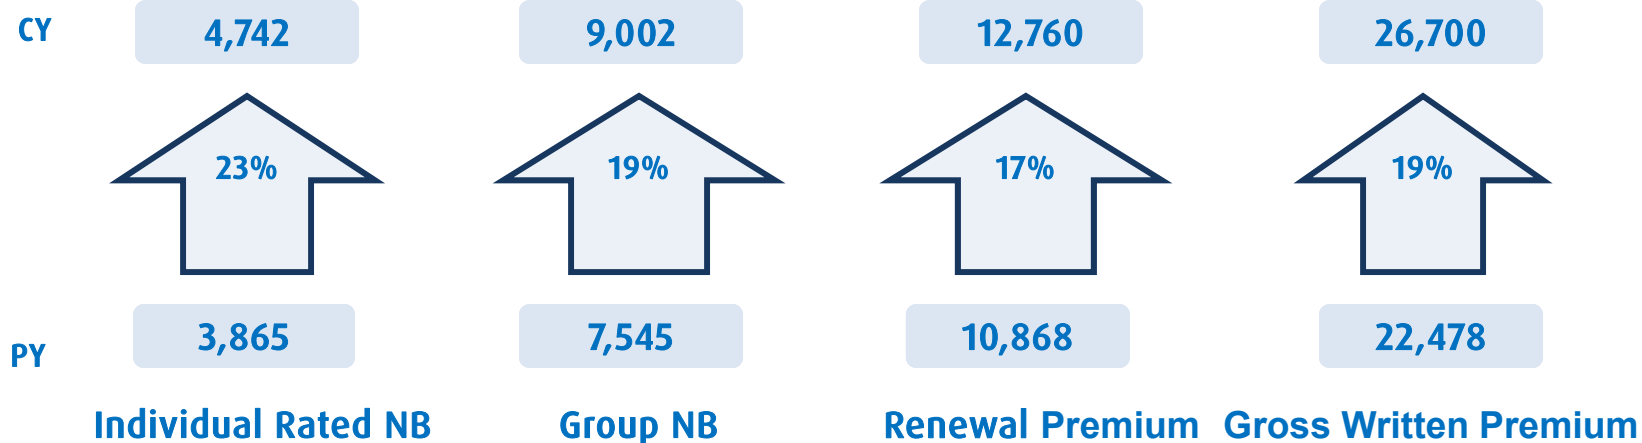 CY 4,742 9,002 12,760 26,700
23% 19% 17% 19%
PY 3,865 7,545 10,868 22,478
Individual Rated NB Group NB Renewal Premium Gross Written Premium